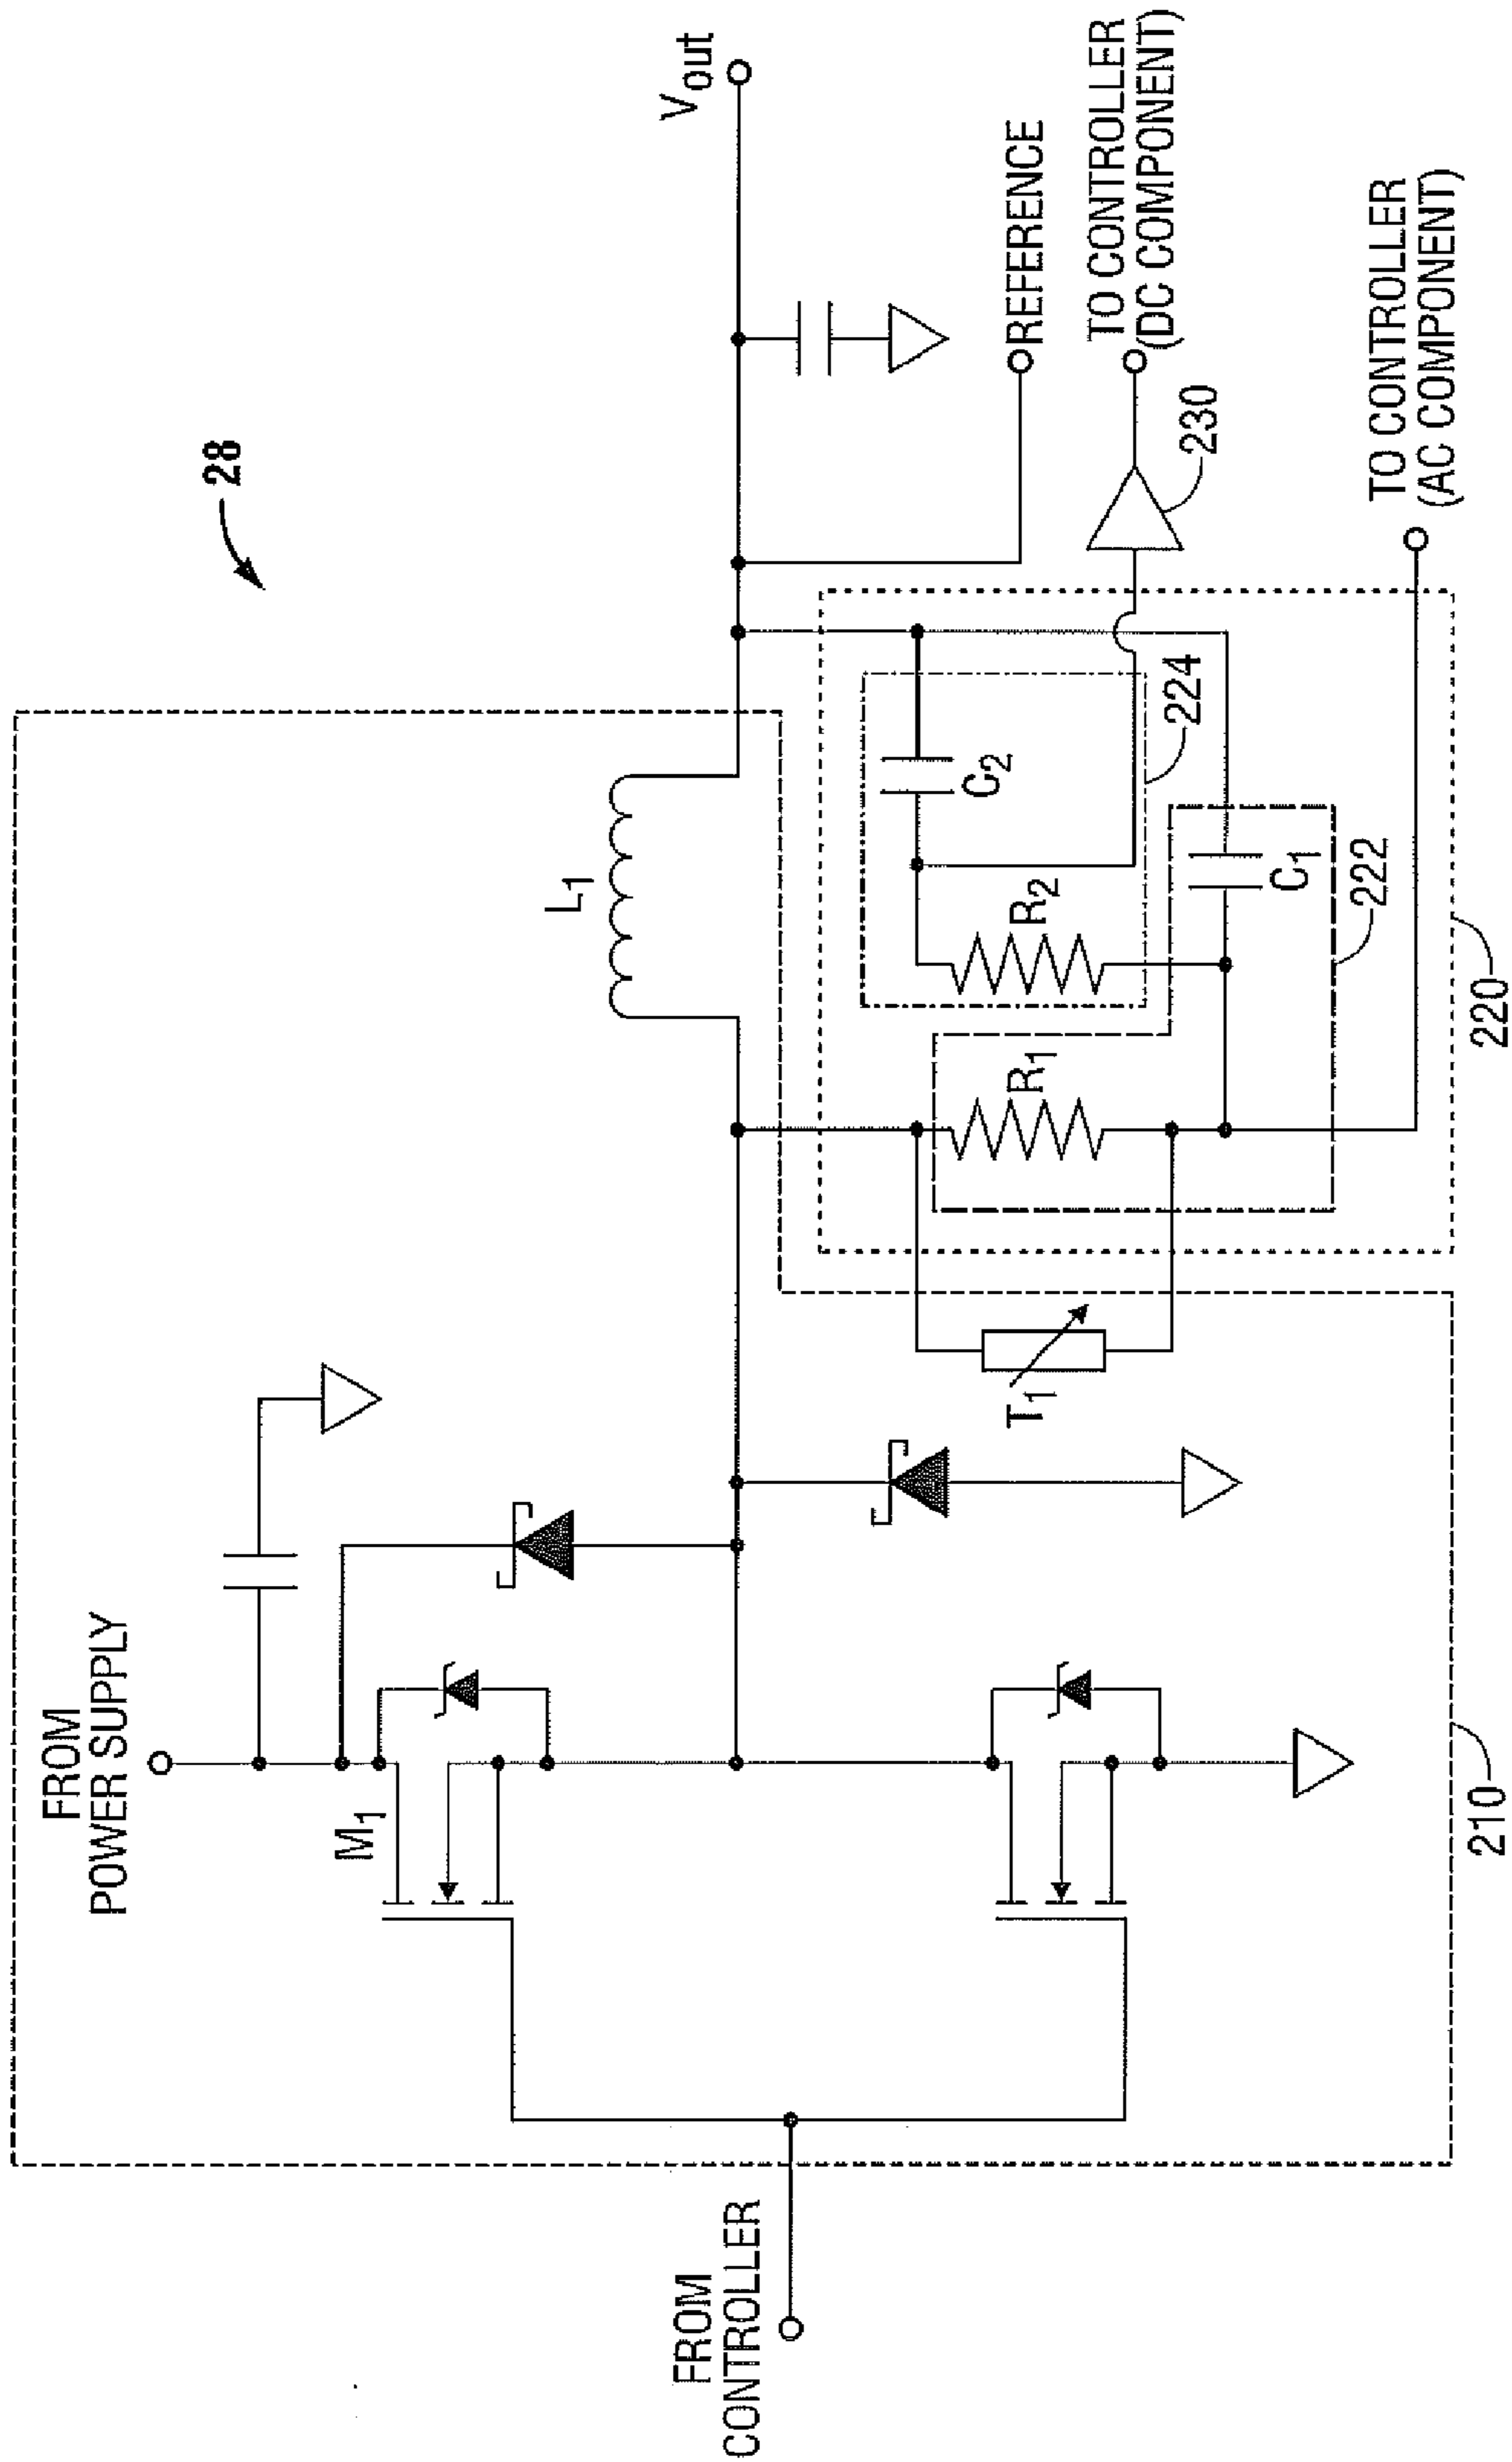 28
FROM
POWER SUPPLY
M1
L1
Vout
REFERENCE
TO CONTROLLER
(DC COMPONENT)
230
TO CONTROLLER
(AC COMPONENT)
C2
224
R2
C1
222
R1
T1
220
210
FROM
CONTROLLER